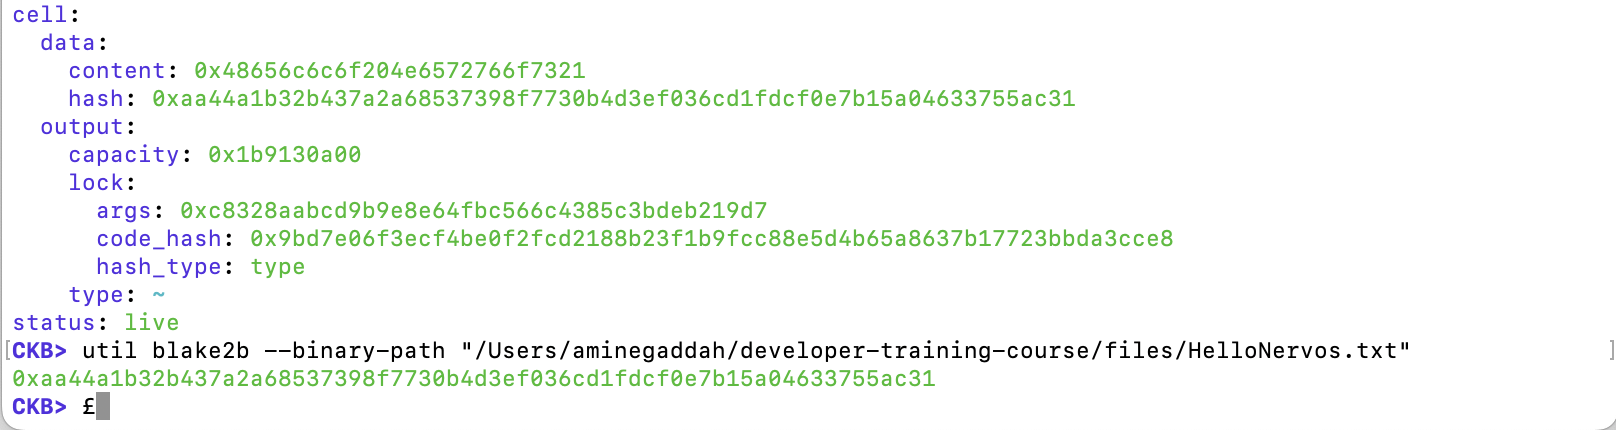 cell:
  data:
    content: 0x48656c6c6f204e6572766f7321
    hash: 0xaa44a1b32b437a2a68537398f7730b4d3ef036cd1fdcf0e7b15a04633755ac31
  output:
    capacity: 0x1b9130a00
    lock:
      args: 0xc8328aabcd9b9e8e64fbc566c4385c3bdeb219d7
      code_hash: 0x9bd7e06f3ecf4be0f2fcd2188b23f1b9fcc88e5d4b65a8637b17723bbda3cce8
      hash_type: type
    type: ~
status: live
[CKB> util blake2b --binary-path "/Users/aminegaddah/developer-training-course/files/HelloNervos.txt" ]
0xaa44a1b32b437a2a68537398f7730b4d3ef036cd1fdcf0e7b15a04633755ac31
CKB> £